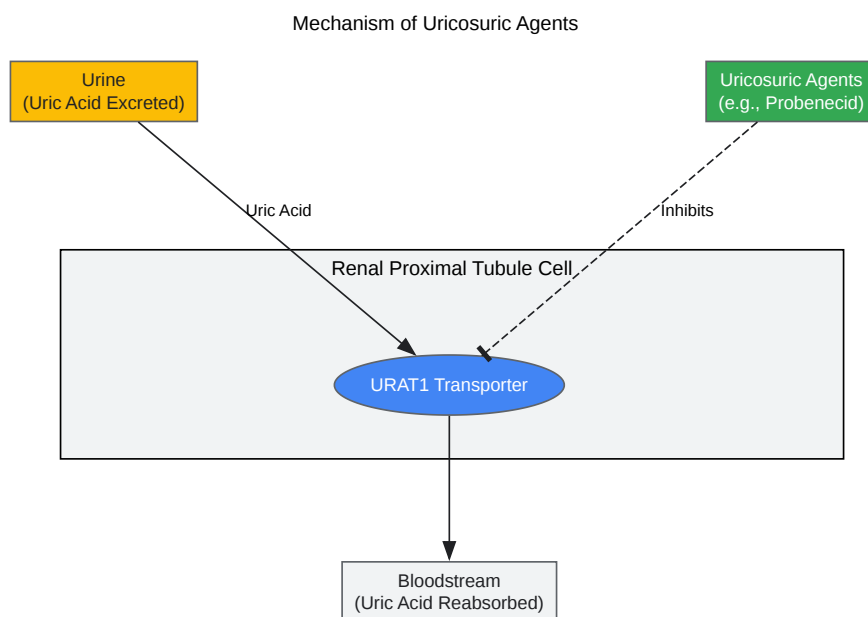 Mechanism of Uricosuric Agents
Urine
(Uric Acid Excreted)
Uricosuric Agents
(e.g., Probenecid)
Uric Acid
Inhibits
Renal Proximal Tubule Cell
URAT1 Transporter
Bloodstream
(Uric Acid Reabsorbed)